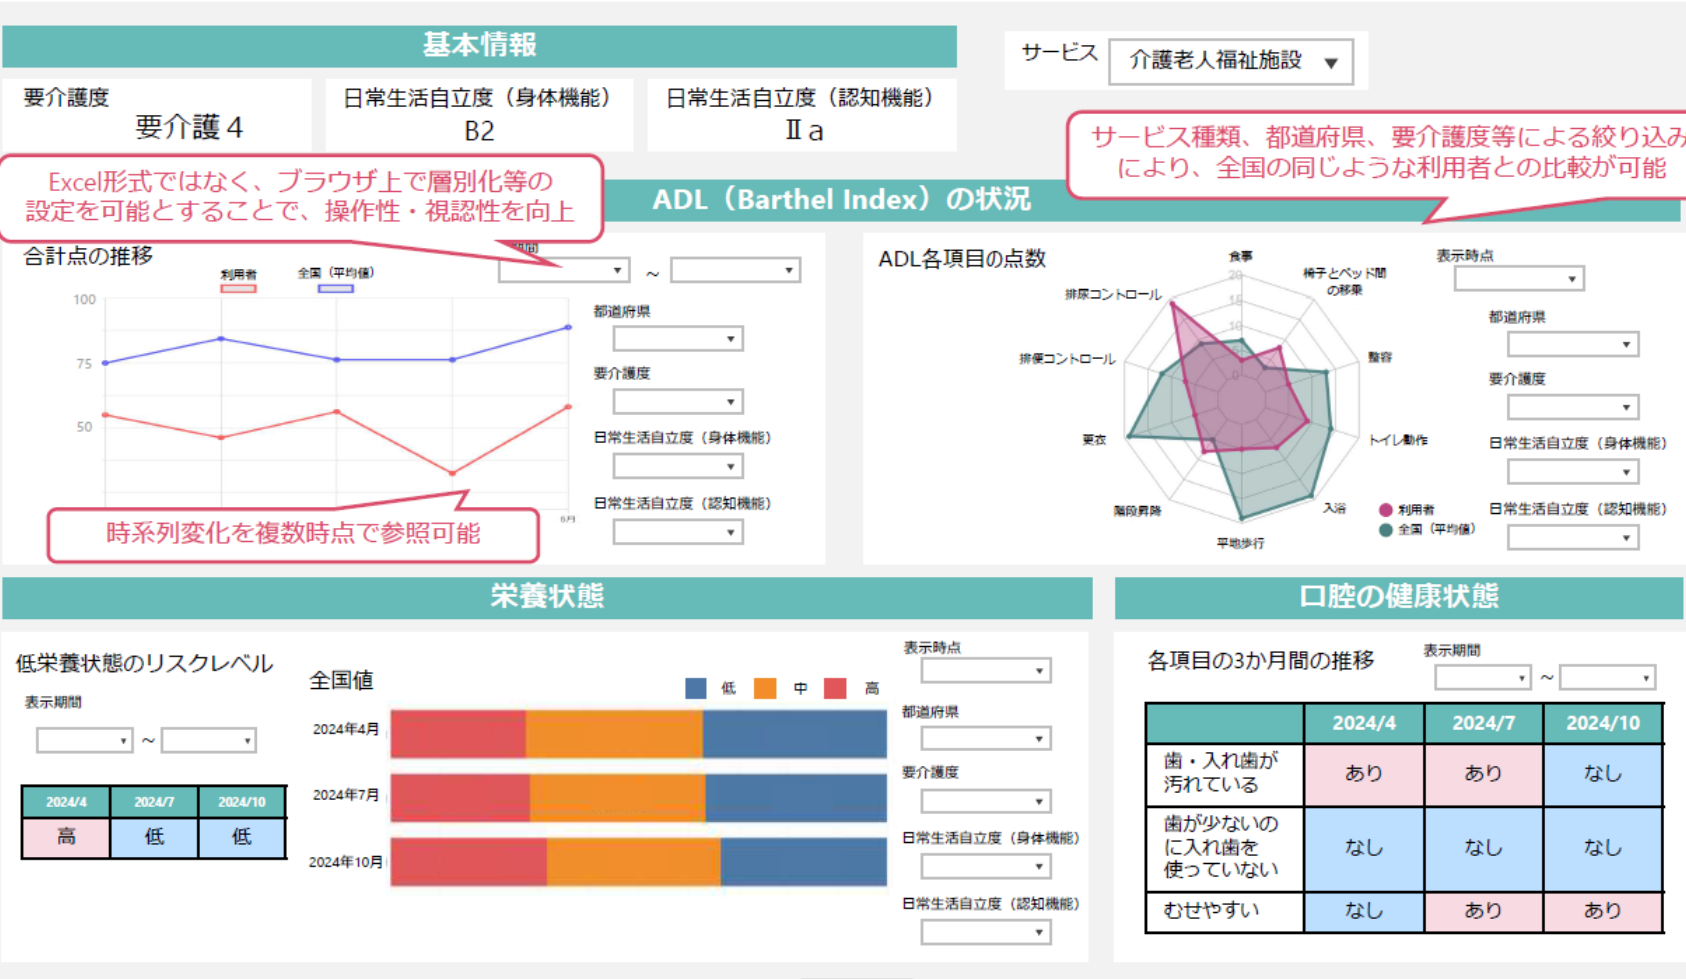 基本情報
サービス
介護老人福祉施設
要介護度
要介護４
日常生活自立度（身体機能）
B2
日常生活自立度（認知機能）
Ⅱa
サービス種類、都道府県、要介護度等による絞り込み
により、全国の同じような利用者との比較が可能
Excel形式ではなく、ブラウザ上で層別化等の
設定を可能とすることで、操作性・視認性を向上
ADL（Barthel Index）の状況
合計点の推移
利用者
全国（平均値）
～
100
75
50
6月
時系列変化を複数時点で参照可能
都道府県
要介護度
日常生活自立度（身体機能）
日常生活自立度（認知機能）
ADL各項目の点数
食事
椅子とベッド間
の移乗
整容
トイレ動作
入浴
平地歩行
階段昇降
更衣
排便コントロール
排尿コントロール
20
15
10
0
利用者
全国（平均値）
表示時点
都道府県
要介護度
日常生活自立度（身体機能）
日常生活自立度（認知機能）
栄養状態
低栄養状態のリスクレベル
表示期間
～
2024/4 2024/7 2024/10
高 低 低
全国値
低 中 高
2024年4月
2024年7月
2024年10月
表示時点
都道府県
要介護度
日常生活自立度（身体機能）
日常生活自立度（認知機能）
口腔の健康状態
各項目の3か月間の推移
表示期間
～
2024/4 2024/7 2024/10
歯・入れ歯が
汚れている
あり あり なし
歯が少ないの
に入れ歯を
使っていない
なし なし なし
むせやすい なし あり あり